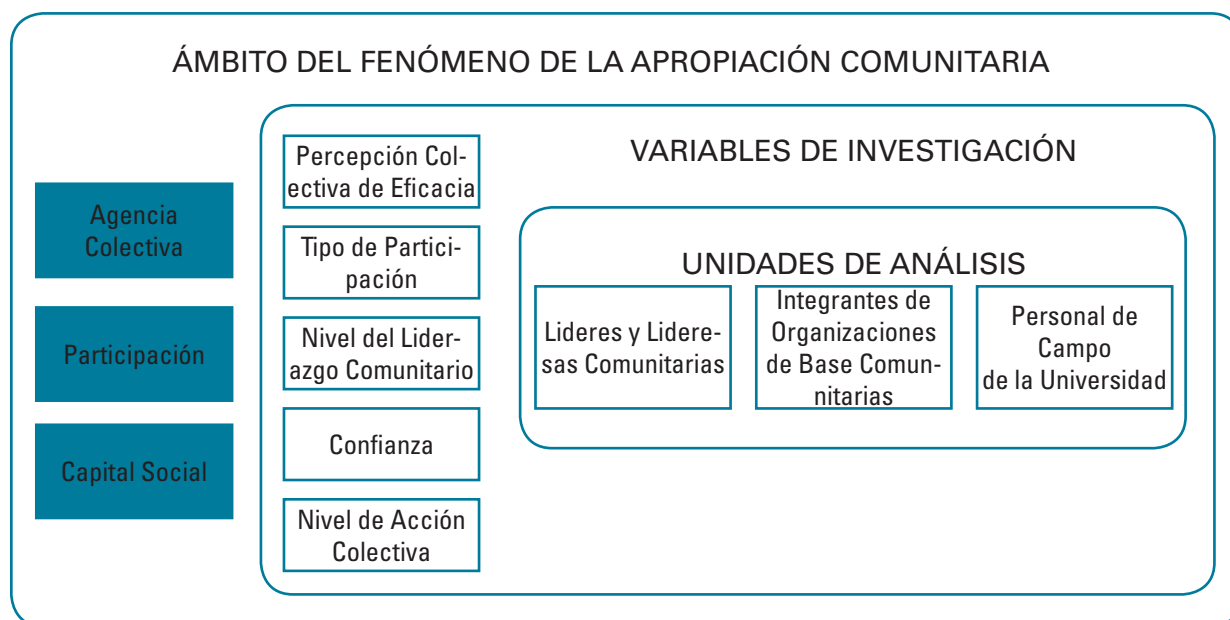 ÁMBITO DEL FENÓMENO DE LA APROPIACIÓN COMUNITARIA
Agencia
Colectiva
Participación
Capital Social
VARIABLES DE INVESTIGACIÓN
Percepción Col-
ectiva de Eficacia
Tipo de Partici-
pación
Nivel del Lider-
azgo Comunitario
Confianza
Nivel de Acción
Colectiva
UNIDADES DE ANÁLISIS
Lideres y Lidere-
sas Comunitarias
Integrantes de
Organizaciones
de Base Comun-
nitarias
Personal de
Campo
de la Universidad